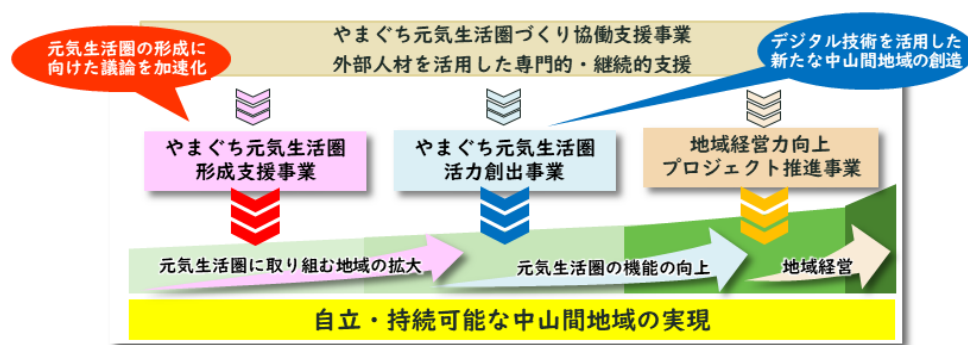 やまぐち元気生活圏づくり協働支援事業
外部人材を活用した専門的・継続的支援
元気生活圏の形成に
向けた議論を加速化
デジタル技術を活用した
新たな中山間地域の創造
やまぐち元気生活圏
形成支援事業
やまぐち元気生活圏
活力創出事業
地域経営力向上
プロジェクト推進事業
元気生活圏に取り組む地域の拡大
元気生活圏の機能の向上
地域経営
自立・持続可能な中山間地域の実現